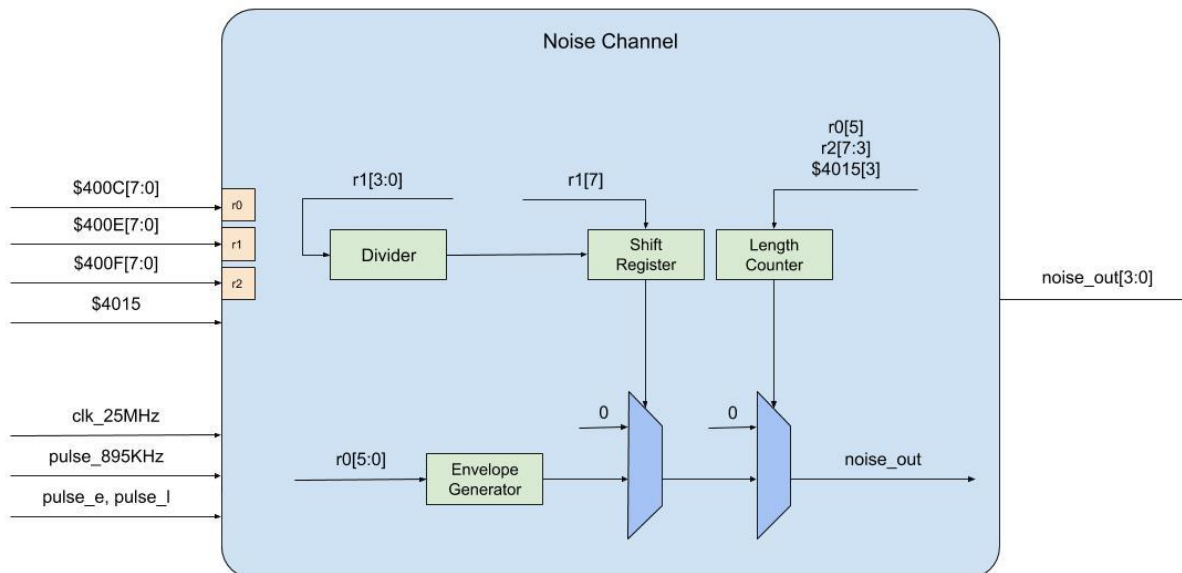 Noise Channel
r0[5]
r2[7:3]
$4015[3]
$400C[7:0]
r0
r1[3:0]
r1[7]
$400E[7:0]
r1
Divider
Shift
Register
Length
Counter
$400F[7:0]
r2
noise_out[3:0]
$4015
clk_25MHz
0
0
pulse_895KHz
r0[5:0]
Envelope
Generator
noise_out
pulse_e, pulse_l